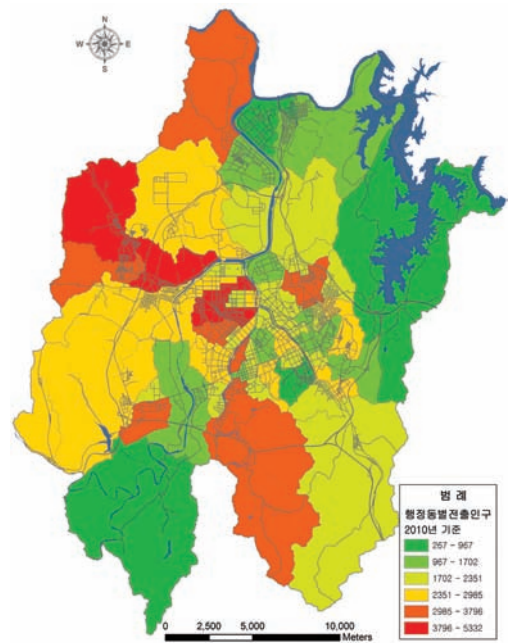 N
W E
S
범 례
행정동별전출인구
2010년 기준
267 - 967
967 - 1702
1702 - 2351
2351 - 2985
2985 - 3796
3796 - 5332
0 2,500 5,000 10,000
Meters